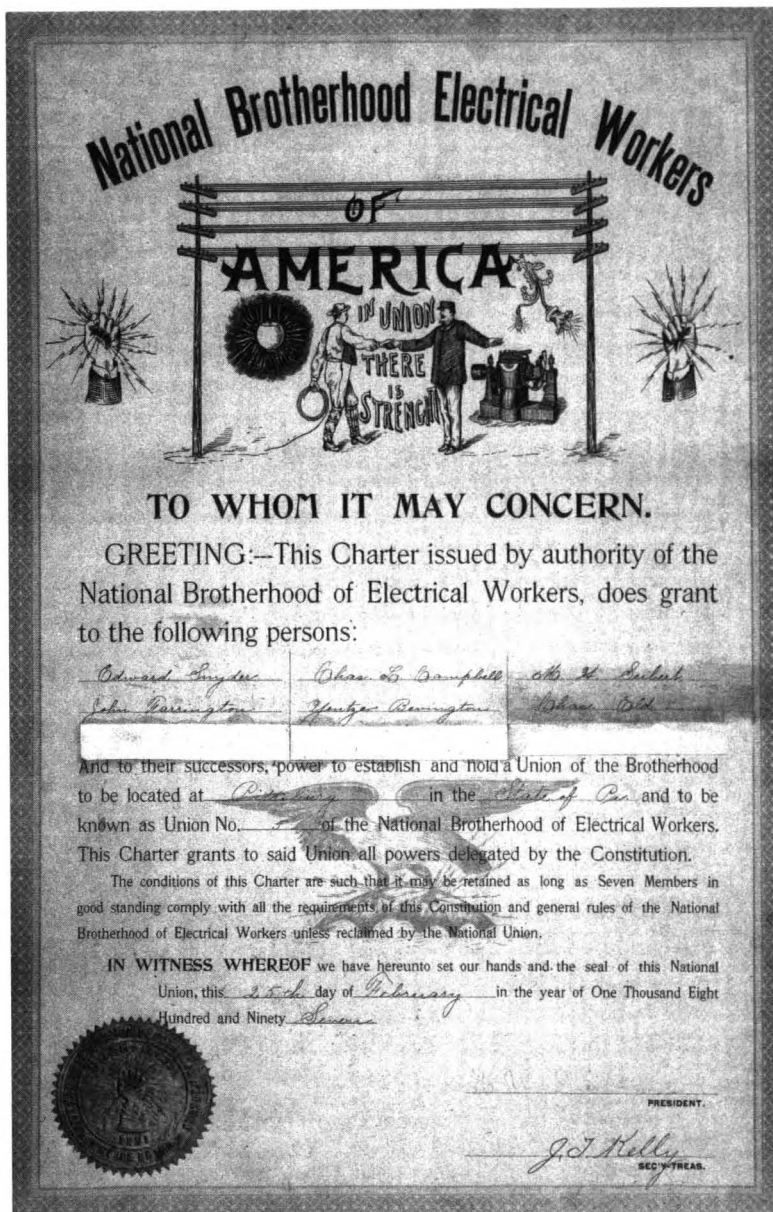 National Brotherhood Electrical Workers
OF
AMERICA
IN UNION
THERE
IS
STRENGHT
TO WHOM IT MAY CONCERN.
GREETING:—This Charter issued by authority of the
National Brotherhood of Electrical Workers, does grant
to the following persons:
Edward Snyder Chas. L. Campbell M. H. Seibert
John Farrington Yentzer Bevington Chas. Eld
And to their successors, power to establish and hold a Union of the Brotherhood
to be located at Pittsburg in the State of Pa. and to be
known as Union No. 5 of the National Brotherhood of Electrical Workers.
This Charter grants to said Union all powers delegated by the Constitution.
The conditions of this Charter are such that it may be retained as long as Seven Members in
good standing comply with all the requirements of this Constitution and general rules of the National
Brotherhood of Electrical Workers unless reclaimed by the National Union.
IN WITNESS WHEREOF we have hereunto set our hands and the seal of this National
Union, this 25th day of February in the year of One Thousand Eight
Hundred and Ninety Seven
PRESIDENT.
J. T. Kelly
SEC'Y-TREAS.